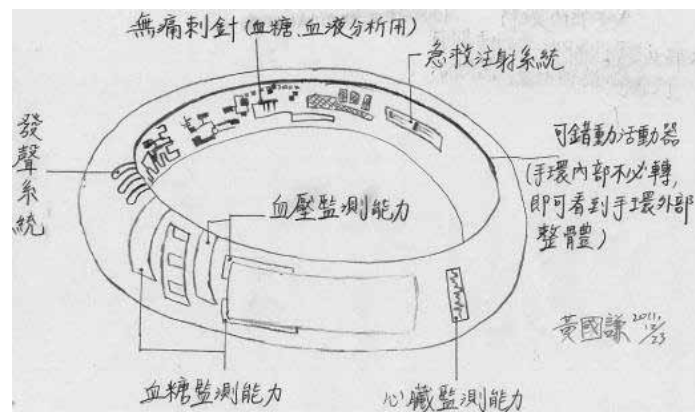 無痛刺針(血糖、血液分析用)
急救注射系統
發聲系統
可錯動活動器
(手環內部不必轉,
即可看到手環外部
整體)
血壓監測能力
黃國謙 2011, 12/23
血糖監測能力
心臟監測能力